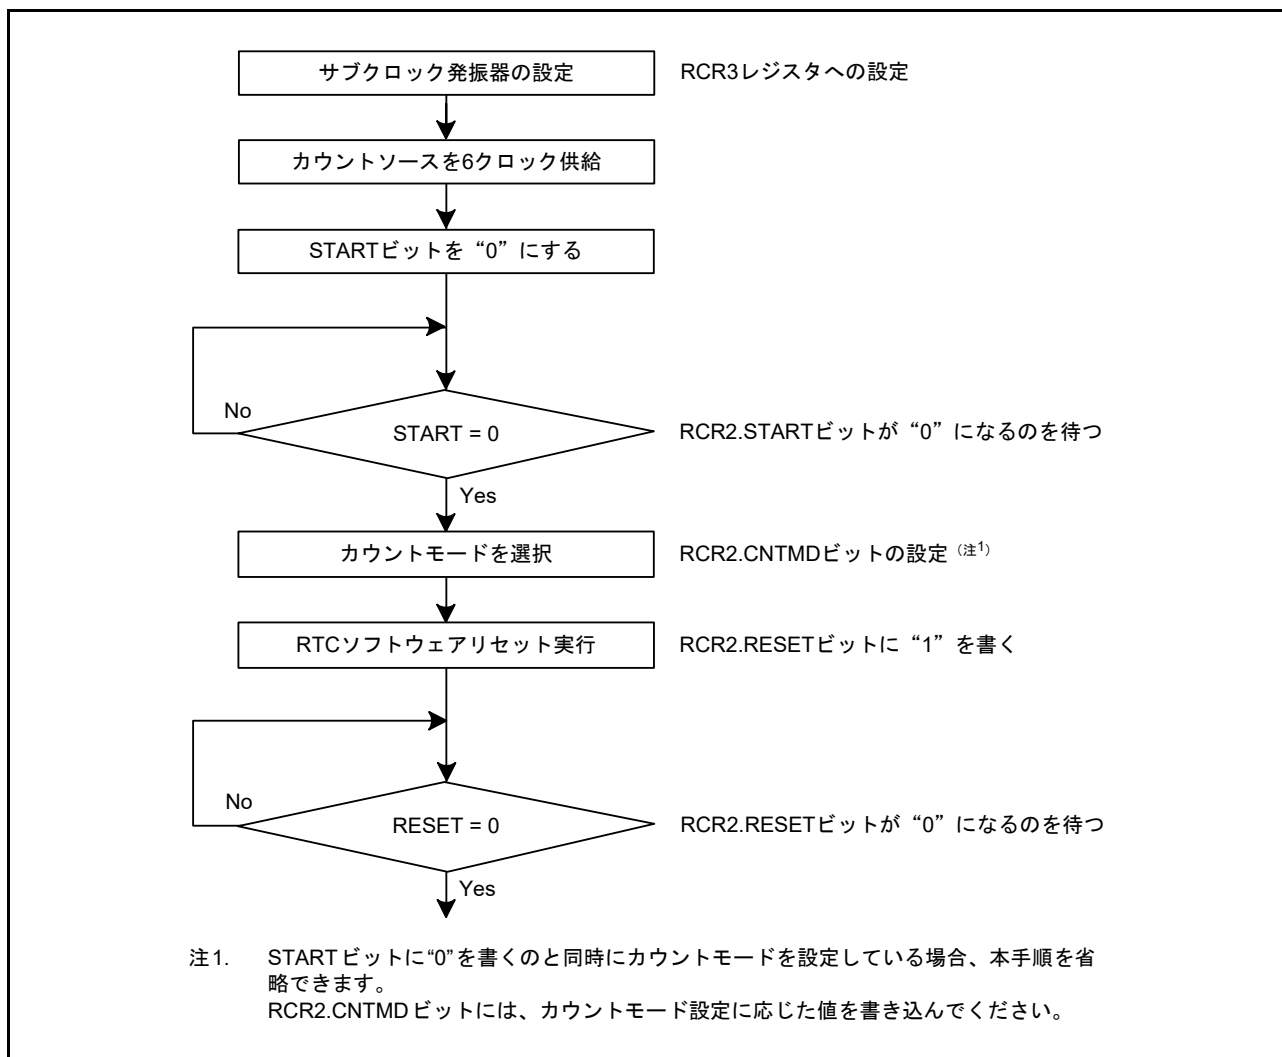 サブクロック発振器の設定
RCR3レジスタへの設定
カウントソースを6クロック供給
STARTビットを“0”にする
No
START = 0
RCR2.STARTビットが“0”になるのを待つ
Yes
カウントモードを選択
RCR2.CNTMDビットの設定（注1）
RTCソフトウェアリセット実行
RCR2.RESETビットに“1”を書く
No
RESET = 0
RCR2.RESETビットが“0”になるのを待つ
Yes
注1. STARTビットに“0”を書くのと同時にカウントモードを設定している場合、本手順を省
略できます。
RCR2.CNTMDビットには、カウントモード設定に応じた値を書き込んでください。